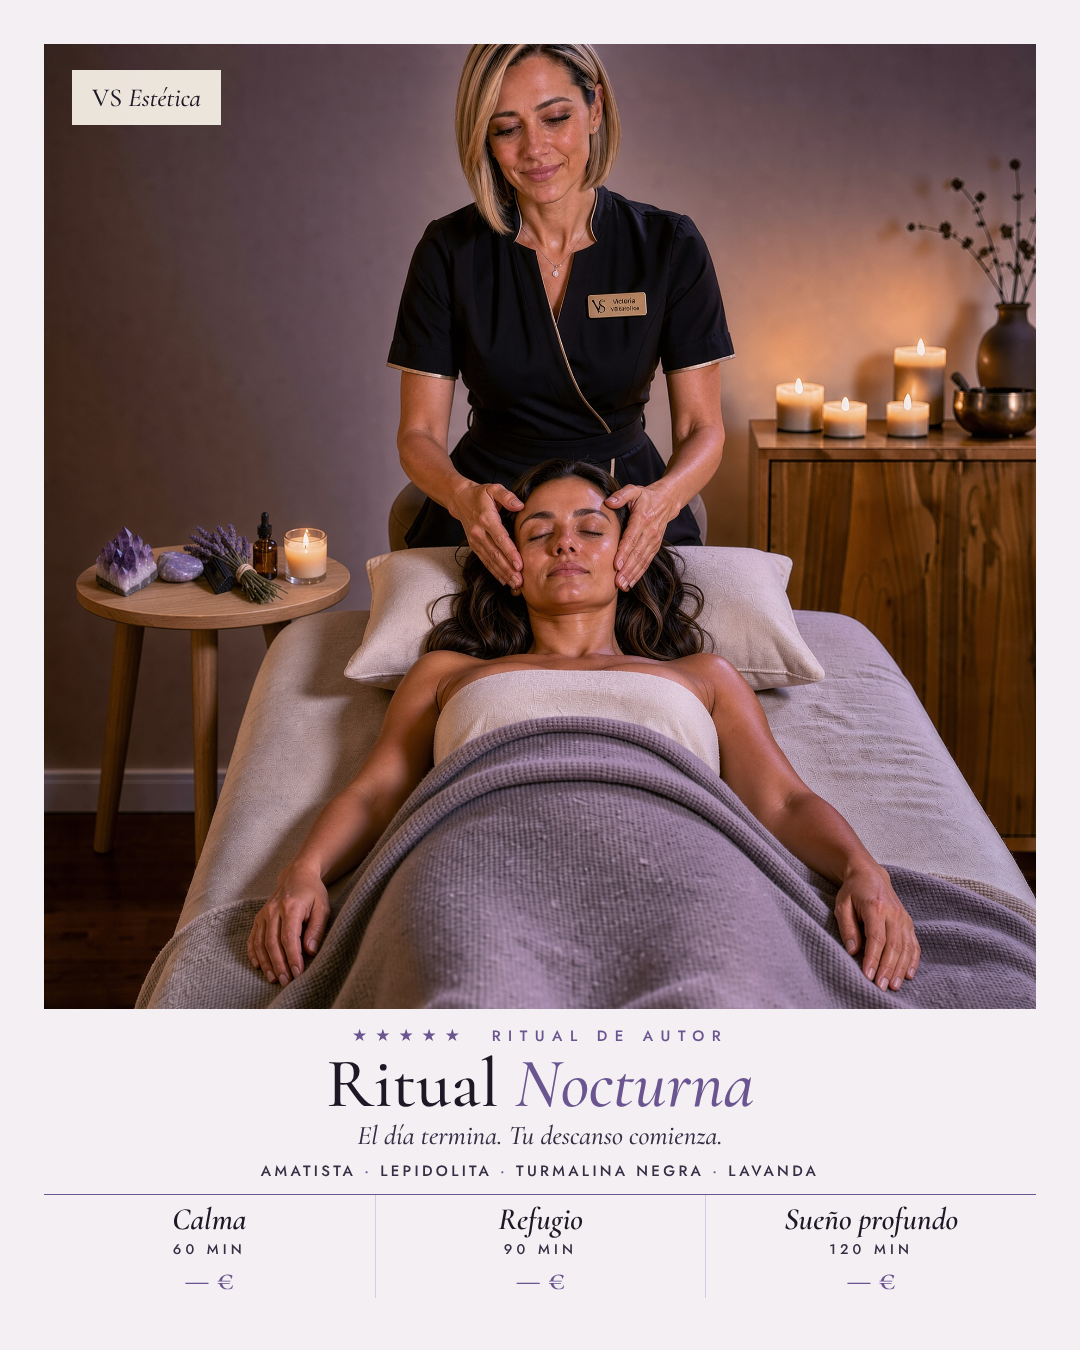 VS Estética
VS
Victoria
★★★★★ RITUAL DE AUTOR
Ritual Nocturna
El día termina. Tu descanso comienza.
AMATISTA · LEPIDOLITA · TURMALINA NEGRA · LAVANDA
Calma
60 MIN
— €
Refugio
90 MIN
— €
Sueño profundo
120 MIN
— €